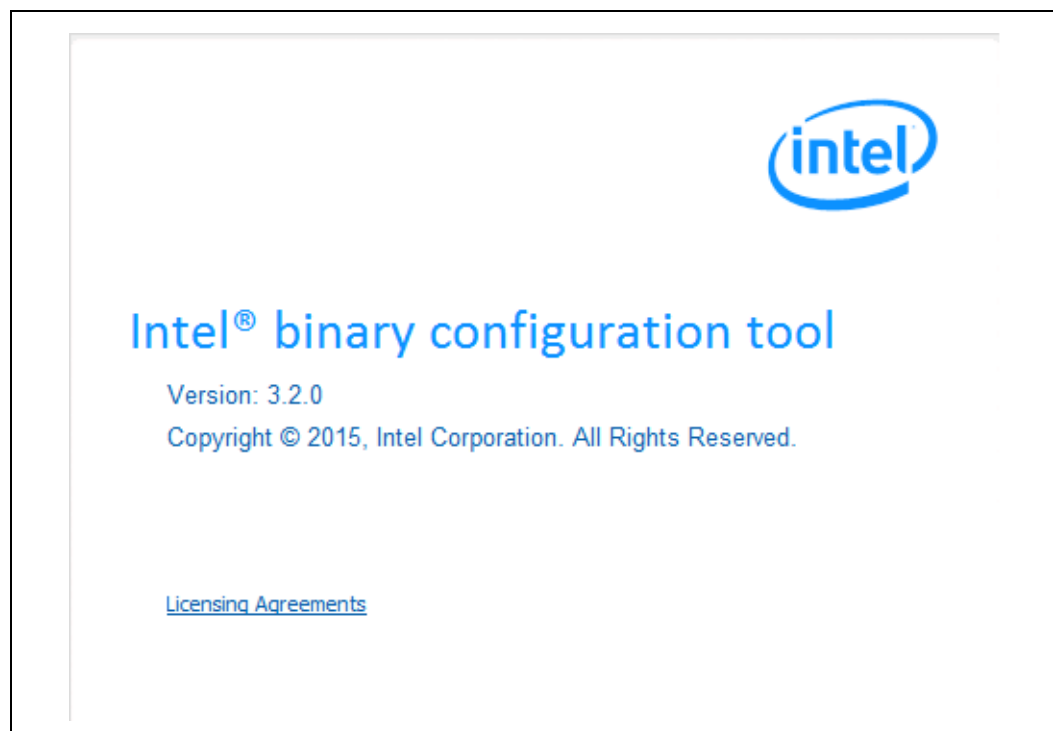 intel
Intel® binary configuration tool
Version: 3.2.0
Copyright © 2015, Intel Corporation. All Rights Reserved.
Licensing Agreements